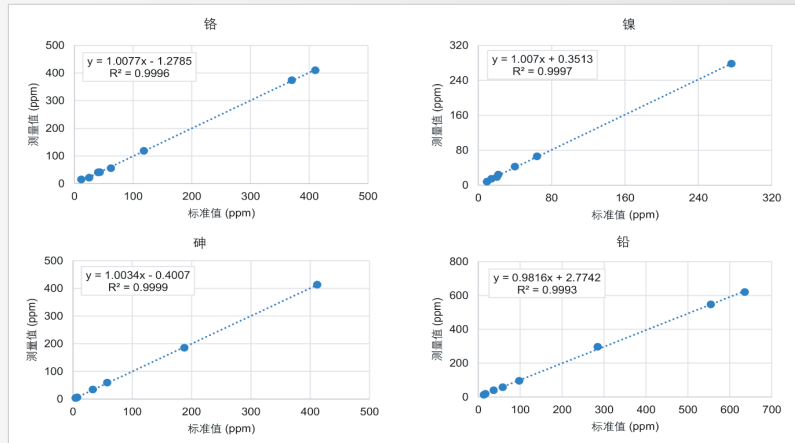 铬
y = 1.0077x - 1.2785
R² = 0.9996
测量值 (ppm)
500
400
300
200
100
0
0 100 200 300 400 500
标准值 (ppm)
镍
y = 1.007x + 0.3513
R² = 0.9997
测量值 (ppm)
320
240
160
80
0
0 80 160 240 320
标准值 (ppm)
砷
y = 1.0034x - 0.4007
R² = 0.9999
测量值 (ppm)
500
400
300
200
100
0
0 100 200 300 400 500
标准值 (ppm)
铅
y = 0.9816x + 2.7742
R² = 0.9993
测量值 (ppm)
800
600
400
200
0
0 100 200 300 400 500 600 700
标准值 (ppm)